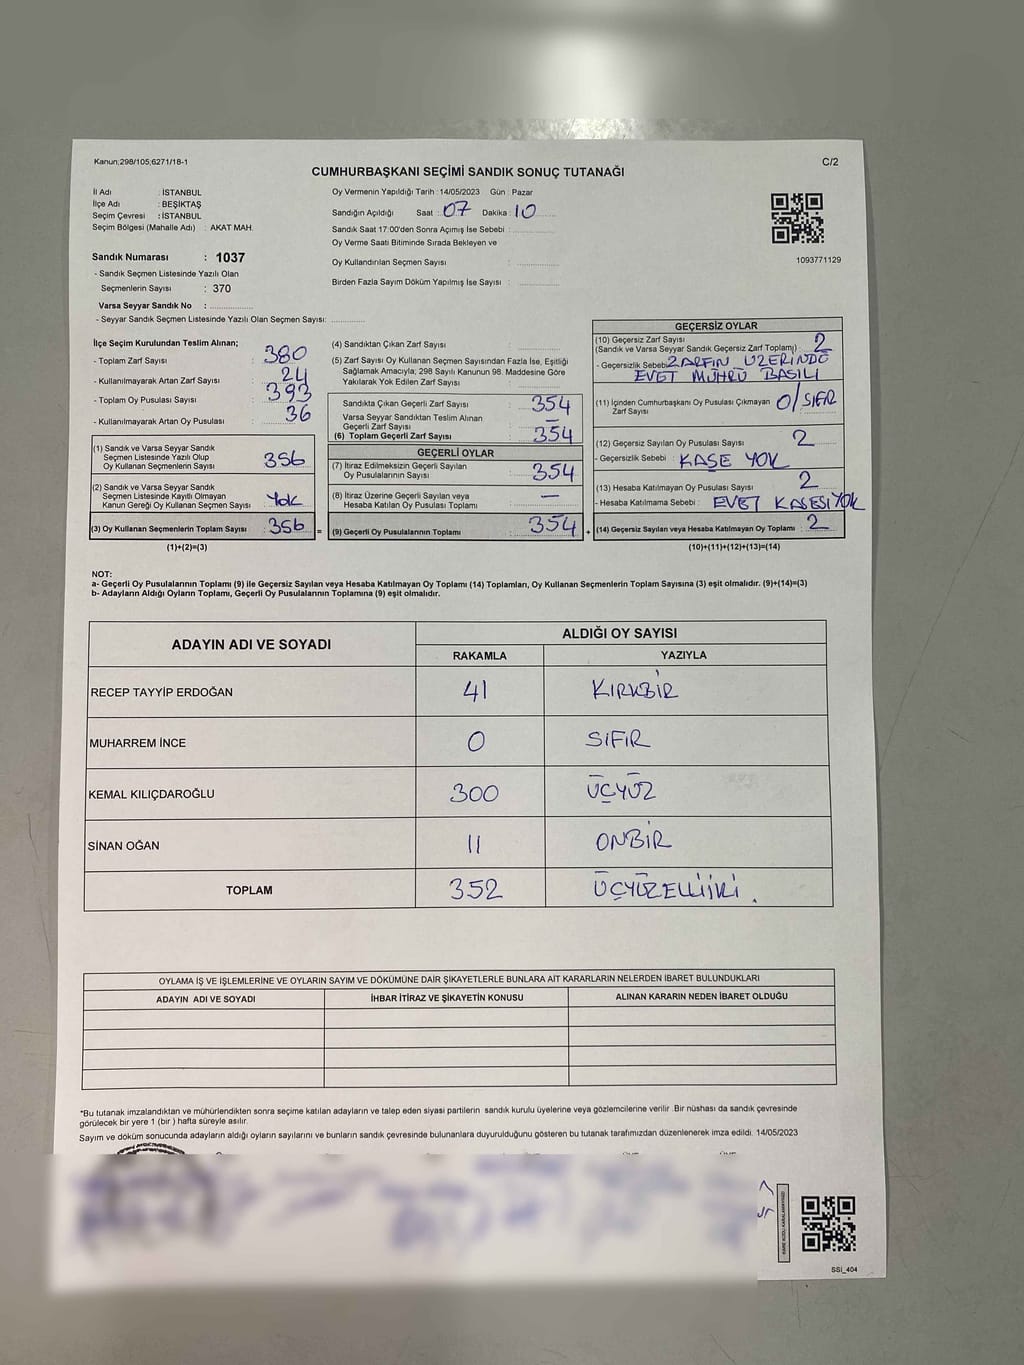 Kanun;298/105;6271/18-1
C/2
CUMHURBAŞKANI SEÇİMİ SANDIK SONUÇ TUTANAĞI
İl Adı : İSTANBUL
İlçe Adı : BEŞİKTAŞ
Seçim Çevresi : İSTANBUL
Seçim Bölgesi (Mahalle Adı) : AKAT MAH.
Sandık Numarası : 1037
- Sandık Seçmen Listesinde Yazılı Olan
Seçmenlerin Sayısı : 370
Varsa Seyyar Sandık No :
- Seyyar Sandık Seçmen Listesinde Yazılı Olan Seçmen Sayısı:
Oy Vermenin Yapıldığı Tarih : 14/05/2023 Gün : Pazar
Sandığın Açıldığı Saat : 07 Dakika : 10
Sandık Saat 17:00'den Sonra Açımış İse Sebebi :
Oy Verme Saati Bitiminde Sırada Bekleyen ve
Oy Kullandırılan Seçmen Sayısı :
Birden Fazla Sayım Döküm Yapılmış İse Sayısı :
1093771129
İlçe Seçim Kurulundan Teslim Alınan;
- Toplam Zarf Sayısı : 380
- Kullanılmayarak Artan Zarf Sayısı : 24
- Toplam Oy Pusulası Sayısı : 393
- Kullanılmayarak Artan Oy Pusulası : 36
(1) Sandık ve Varsa Seyyar Sandık
Seçmen Listesinde Yazılı Olup
Oy Kullanan Seçmenlerin Sayısı : 356
(2) Sandık ve Varsa Seyyar Sandık
Seçmen Listesinde Kayıtlı Olmayan
Kanun Gereği Oy Kullanan Seçmen Sayısı : YOK
(3) Oy Kullanan Seçmenlerin Toplam Sayısı : 356 =
(1)+(2)=(3)
(4) Sandıktan Çıkan Zarf Sayısı :
(5) Zarf Sayısı Oy Kullanan Seçmen Sayısından Fazla İse, Eşitliği
Sağlamak Amacıyla; 298 Sayılı Kanunun 98. Maddesine Göre
Yakılarak Yok Edilen Zarf Sayısı :
Sandıkta Çıkan Geçerli Zarf Sayısı : 354
Varsa Seyyar Sandıktan Teslim Alınan
Geçerli Zarf Sayısı : —
(6) Toplam Geçerli Zarf Sayısı : 354
GEÇERLİ OYLAR
(7) İtiraz Edilmeksizin Geçerli Sayılan
Oy Pusulalarının Sayısı : 354
(8) İtiraz Üzerine Geçerli Sayılan veya
Hesaba Katılan Oy Pusulası Toplamı : —
(9) Geçerli Oy Pusulalarının Toplamı : 354 +
GEÇERSİZ OYLAR
(10) Geçersiz Zarf Sayısı
(Sandık ve Varsa Seyyar Sandık Geçersiz Zarf Toplamı) : 2
- Geçersizlik Sebebi: ZARFIN ÜZERİNDE
EVET MÜHRÜ BASILI
(11) İçinden Cumhurbaşkanı Oy Pusulası Çıkmayan
Zarf Sayısı : 0/SIFIR
(12) Geçersiz Sayılan Oy Pusulası Sayısı : 2
- Geçersizlik Sebebi : KAŞE YOK
(13) Hesaba Katılmayan Oy Pusulası Sayısı : 2
- Hesaba Katılmama Sebebi : EVET KAŞESİ YOK
(14) Geçersiz Sayılan veya Hesaba Katılmayan Oy Toplamı : 2
(10)+(11)+(12)+(13)=(14)
NOT:
a- Geçerli Oy Pusulalarının Toplamı (9) ile Geçersiz Sayılan veya Hesaba Katılmayan Oy Toplamı (14) Toplamları, Oy Kullanan Seçmenlerin Toplam Sayısına (3) eşit olmalıdır. (9)+(14)=(3)
b- Adayların Aldığı Oyların Toplamı, Geçerli Oy Pusulalarının Toplamına (9) eşit olmalıdır.
ADAYIN ADI VE SOYADI ALDIĞI OY SAYISI
RAKAMLA YAZIYLA
RECEP TAYYİP ERDOĞAN 41 KIRKBİR
MUHARREM İNCE 0 SIFIR
KEMAL KILIÇDAROĞLU 300 ÜÇYÜZ
SİNAN OĞAN 11 ONBİR
TOPLAM 352 ÜÇYÜZELLİİKİ.
OYLAMA İŞ VE İŞLEMLERİNE VE OYLARIN SAYIM VE DÖKÜMÜNE DAİR ŞİKAYETLERLE BUNLARA AİT KARARLARIN NELERDEN İBARET BULUNDUKLARI
ADAYIN ADI VE SOYADI İHBAR İTİRAZ VE ŞİKAYETİN KONUSU ALINAN KARARIN NEDEN İBARET OLDUĞU
*Bu tutanak imzalandıktan ve mühürlendikten sonra seçime katılan adayların ve talep eden siyasi partilerin sandık kurulu üyelerine veya gözlemcilerine verilir. Bir nüshası da sandık çevresinde
görülecek bir yere 1 (bir ) hafta süreyle asılır.
Sayım ve döküm sonucunda adayların aldığı oyların sayılarını ve bunların sandık çevresinde bulunanlara duyurulduğunu gösteren bu tutanak tarafımızdan düzenlenerek imza edildi. 14/05/2023
SSI_404